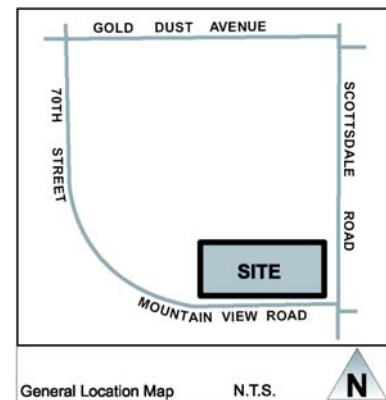 GOLD DUST AVENUE
70TH STREET
SCOTTSDALE ROAD
SITE
MOUNTAIN VIEW ROAD
General Location Map N.T.S. N